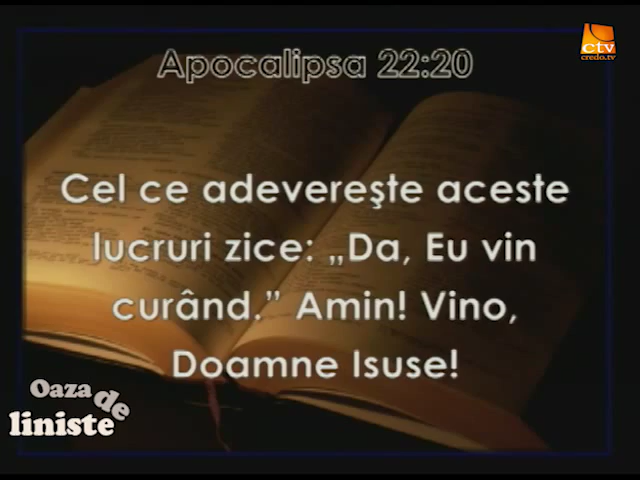 ctv
credo.tv
Apocalipsa 22:20
Cel ce adevereşte aceste
lucruri zice: „Da, Eu vin
curând.” Amin! Vino,
Doamne Isuse!
Oaza de
liniste